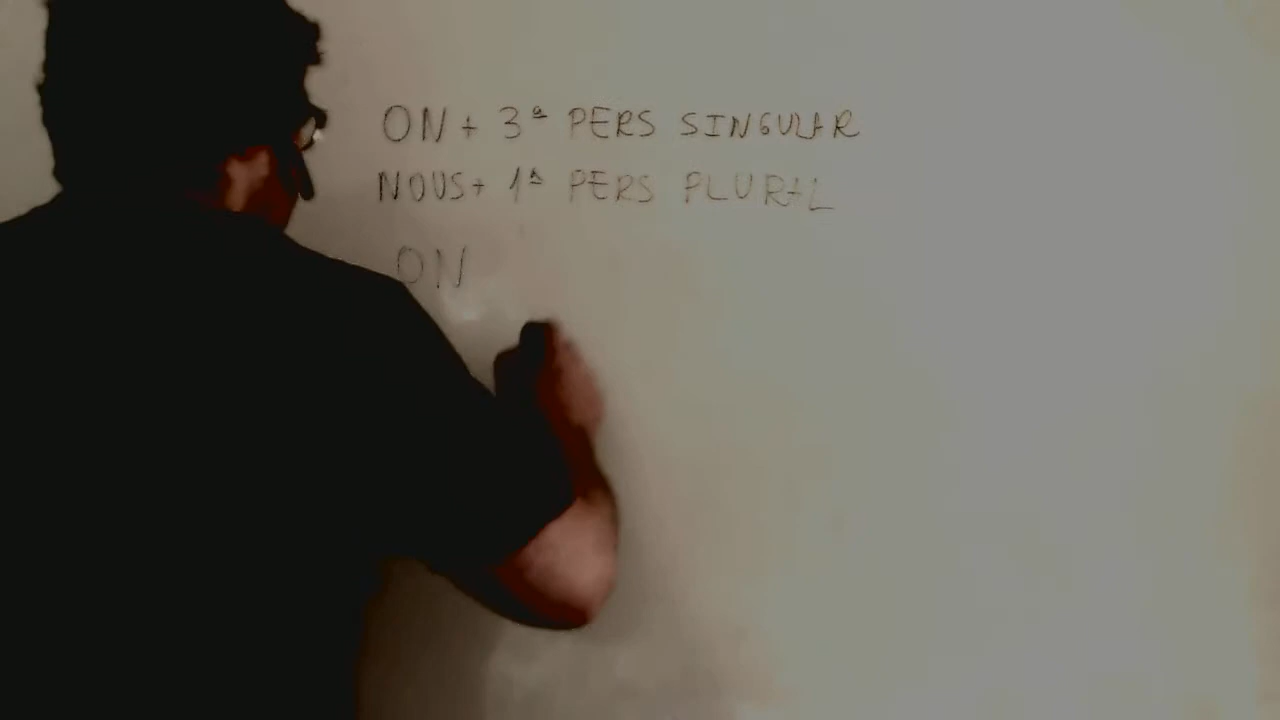 ON + 3ª PERS SINGULAR
NOUS + 1ª PERS PLURAL
ON